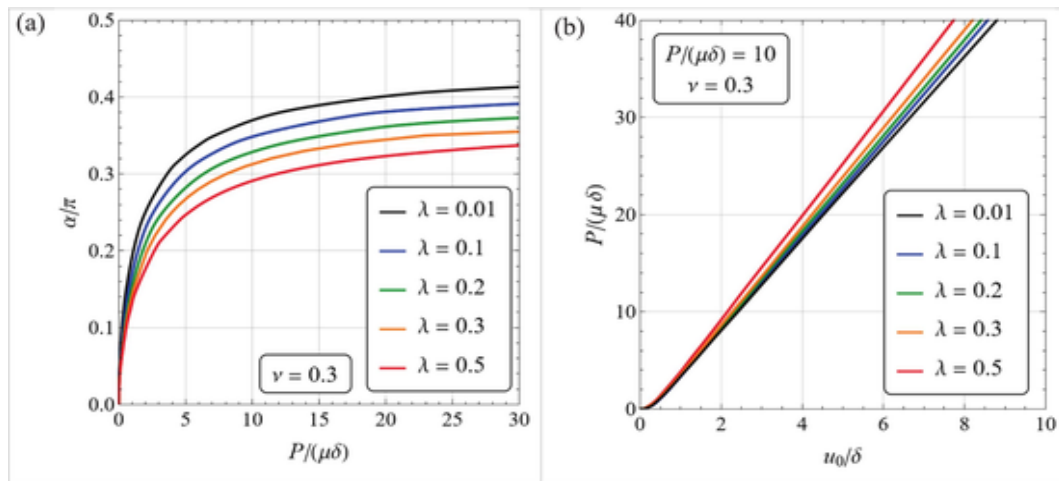 (a)
α/π
0.5
0.4
0.3
0.2
0.1
0.0
λ = 0.01
λ = 0.1
λ = 0.2
λ = 0.3
λ = 0.5
ν = 0.3
0 5 10 15 20 25 30
P/(μδ)
(b)
P/(μ δ)
40
30
20
10
0
P/(μδ) = 10
ν = 0.3
λ = 0.01
λ = 0.1
λ = 0.2
λ = 0.3
λ = 0.5
0 2 4 6 8 10
u₀/δ